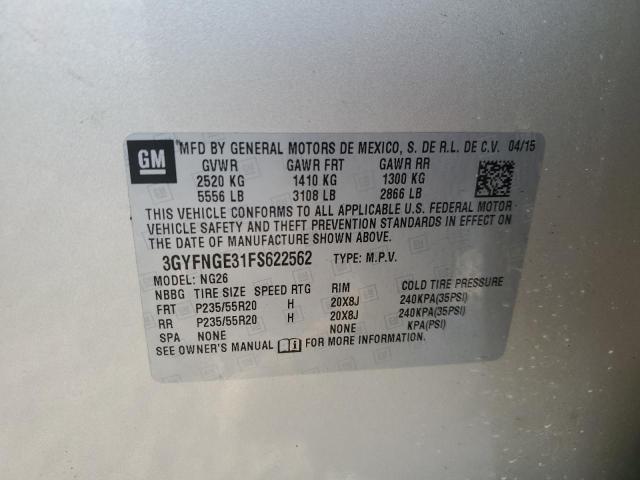 GM
MFD BY GENERAL MOTORS DE MEXICO, S. DE R.L. DE C.V. 04/15
GVWR GAWR FRT GAWR RR
2520 KG 1410 KG 1300 KG
5556 LB 3108 LB 2866 LB
THIS VEHICLE CONFORMS TO ALL APPLICABLE U.S. FEDERAL MOTOR
VEHICLE SAFETY AND THEFT PREVENTION STANDARDS IN EFFECT ON
THE DATE OF MANUFACTURE SHOWN ABOVE.
3GYFNGE31FS622562 TYPE: M.P.V.
MODEL: NG26
NBBG TIRE SIZE SPEED RTG RIM COLD TIRE PRESSURE
FRT P235/55R20 H 20X8J 240KPA(35PSI)
RR P235/55R20 H 20X8J 240KPA(35PSI)
SPA NONE NONE KPA(PSI)
SEE OWNER'S MANUAL FOR MORE INFORMATION.